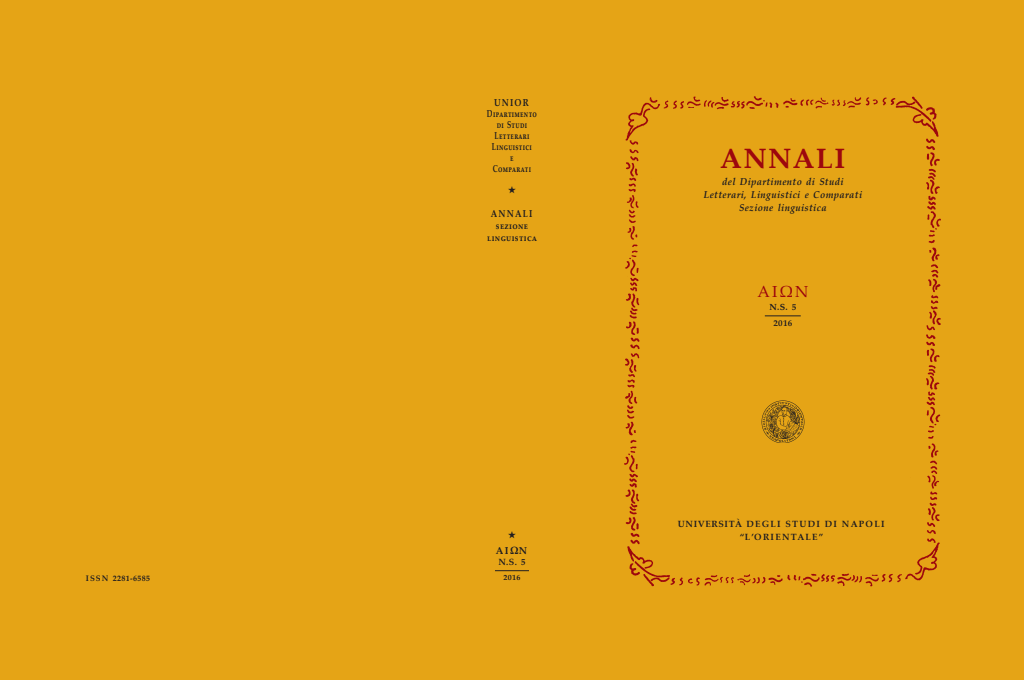 ISSN 2281-6585
UNIOR
DIPARTIMENTO
DI STUDI
LETTERARI
LINGUISTICI
E
COMPARATI
★
ANNALI
SEZIONE
LINGUISTICA
★
ΑΙΩΝ
N.S. 5
2016
ANNALI
del Dipartimento di Studi
Letterari, Linguistici e Comparati
Sezione linguistica
ΑΙΩΝ
N.S. 5
2016
UNIVERSITÀ DEGLI STUDI DI NAPOLI
“L’ORIENTALE”